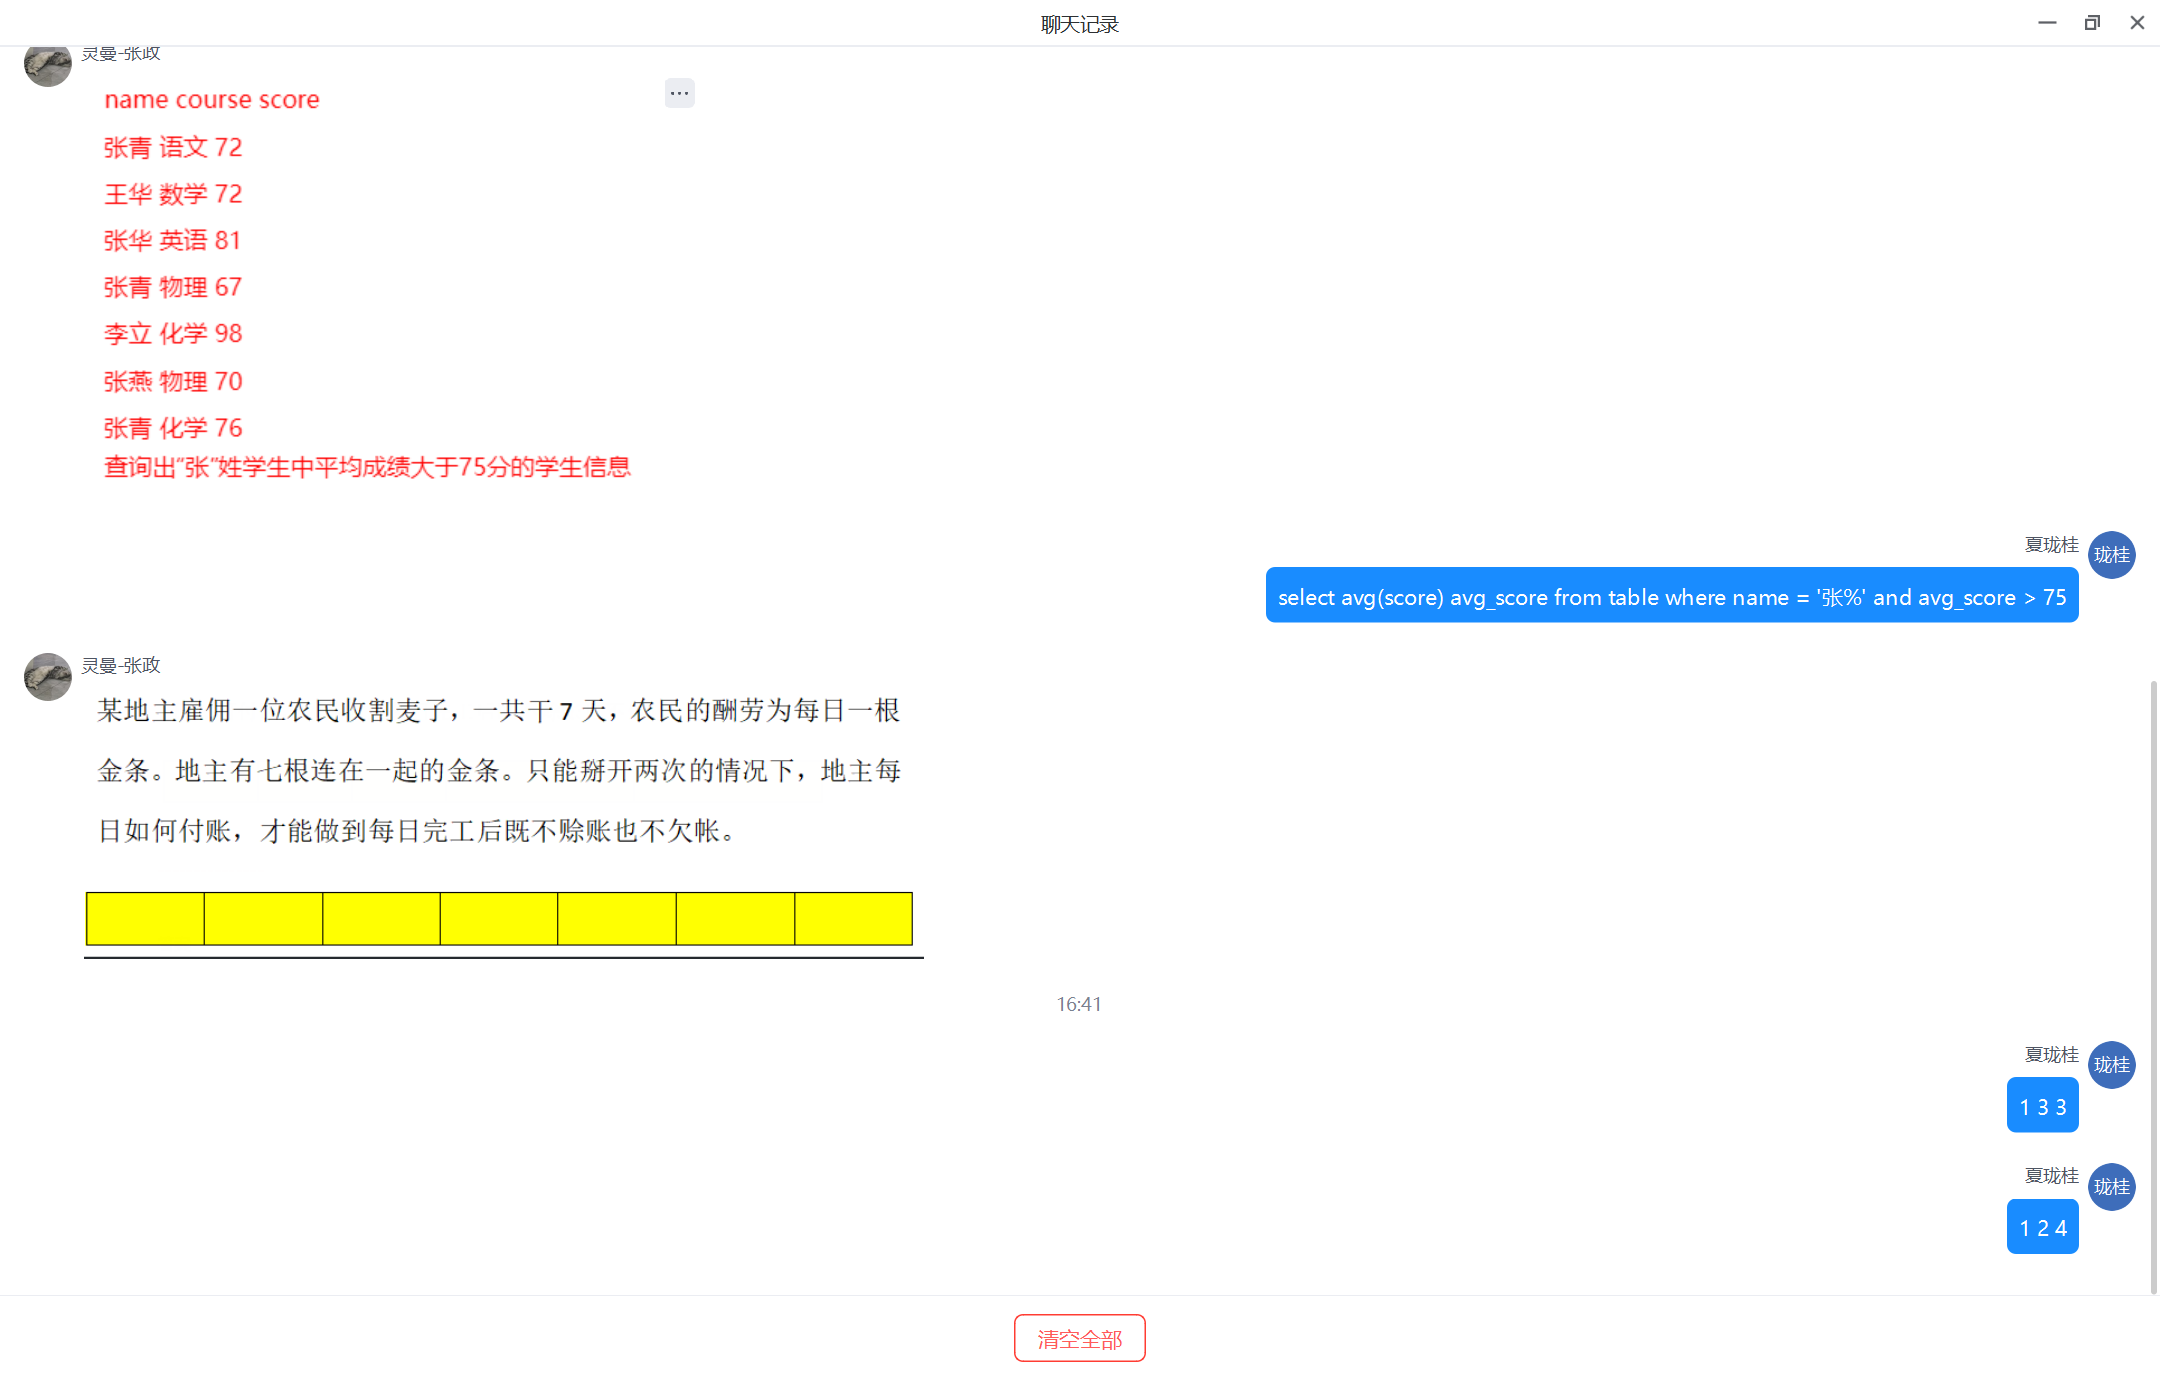 聊天记录
灵曼-张政
name course score
张青 语文 72
王华 数学 72
张华 英语 81
张青 物理 67
李立 化学 98
张燕 物理 70
张青 化学 76
查询出“张”姓学生中平均成绩大于75分的学生信息
夏珑桂
珑桂
select avg(score) avg_score from table where name = '张%' and avg_score > 75
灵曼-张政
某地主雇佣一位农民收割麦子，一共干 7 天，农民的酬劳为每日一根
金条。地主有七根连在一起的金条。只能掰开两次的情况下，地主每
日如何付账，才能做到每日完工后既不赊账也不欠帐。
16:41
夏珑桂
珑桂
1 3 3
夏珑桂
珑桂
1 2 4
清空全部